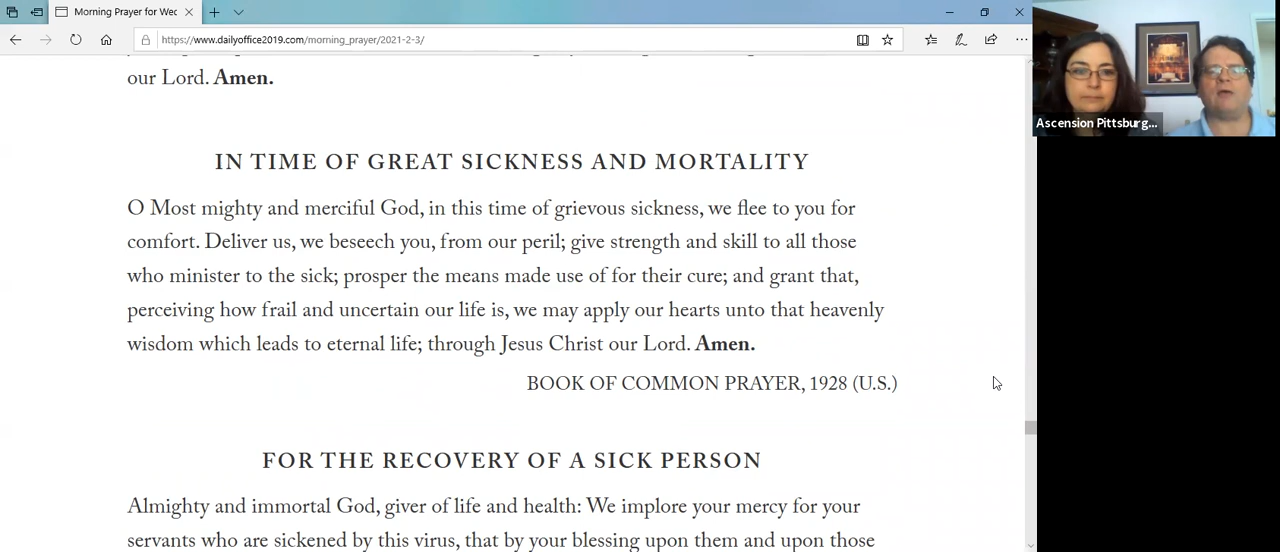 Morning Prayer for Wed
https://www.dailyoffice2019.com/morning_prayer/2021-2-3/
our Lord. Amen.
IN TIME OF GREAT SICKNESS AND MORTALITY
O Most mighty and merciful God, in this time of grievous sickness, we flee to you for
comfort. Deliver us, we beseech you, from our peril; give strength and skill to all those
who minister to the sick; prosper the means made use of for their cure; and grant that,
perceiving how frail and uncertain our life is, we may apply our hearts unto that heavenly
wisdom which leads to eternal life; through Jesus Christ our Lord. Amen.
BOOK OF COMMON PRAYER, 1928 (U.S.)
FOR THE RECOVERY OF A SICK PERSON
Almighty and immortal God, giver of life and health: We implore your mercy for your
servants who are sickened by this virus, that by your blessing upon them and upon those
Ascension Pittsburg...